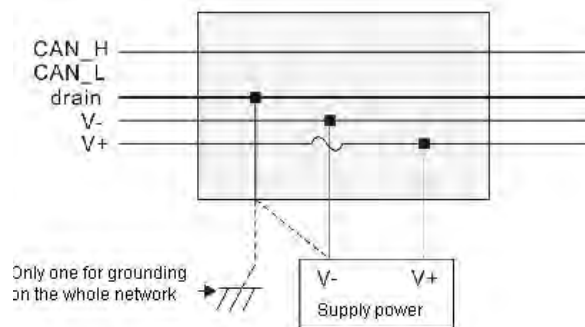 CAN_H
CAN_L
drain
V-
V+
Only one for grounding
on the whole network
V- V+
Supply power